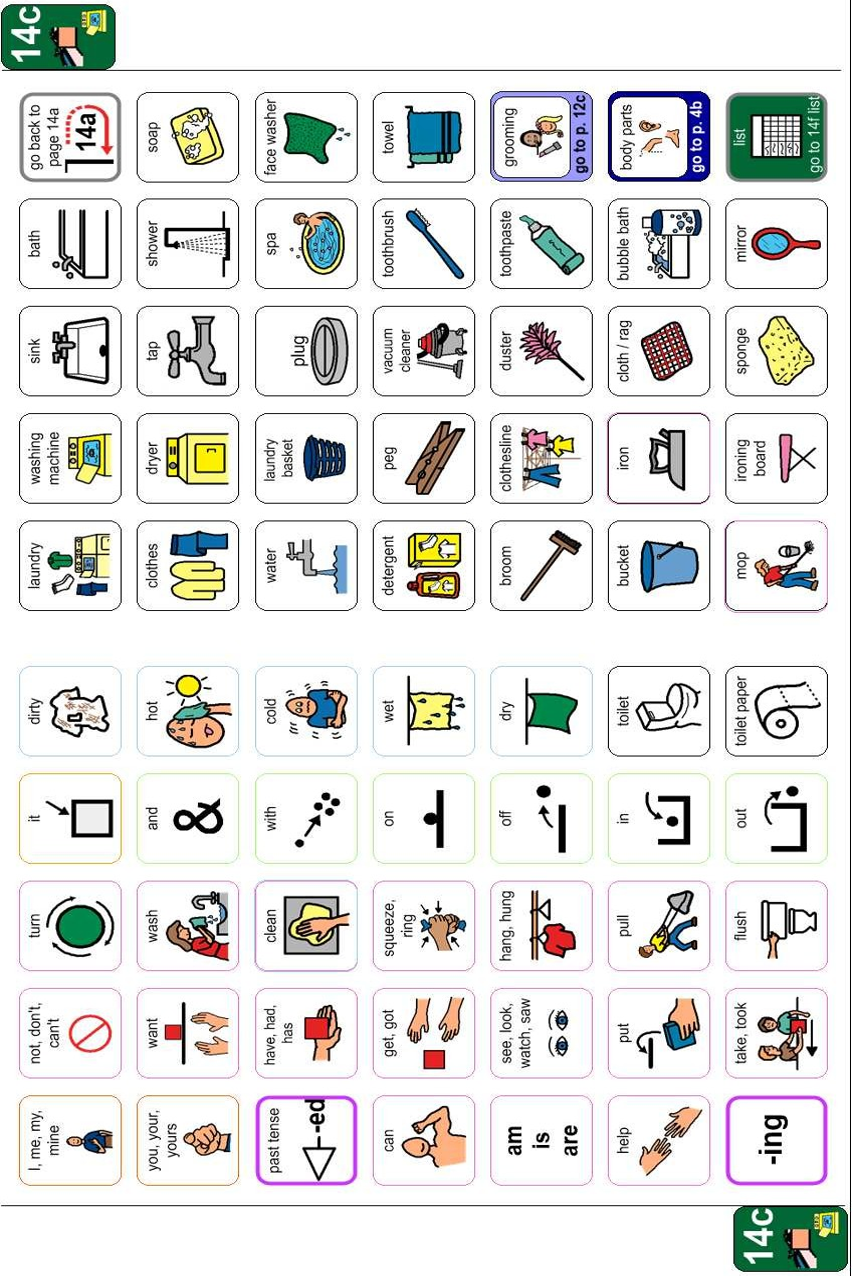 14c
I, me, my,
mine
not, don't,
can't
turn
it
dirty
laundry
washing
machine
sink
bath
go back to
page 14a
14a
you, your,
yours
want
wash
and
&
hot
clothes
dryer
tap
shower
soap
past tense
-ed
have, had,
has
clean
with
cold
water
laundry
basket
plug
spa
face washer
can
get, got
squeeze,
ring
on
wet
detergent
peg
vacuum
cleaner
toothbrush
towel
am
is
are
see, look,
watch, saw
hang, hung
off
dry
broom
clothesline
duster
toothpaste
grooming
go to p. 12c
help
put
pull
in
toilet
bucket
iron
cloth / rag
bubble bath
body parts
go to p. 4b
-ing
take, took
flush
out
toilet paper
mop
ironing
board
sponge
mirror
list
go to 14f list
14c